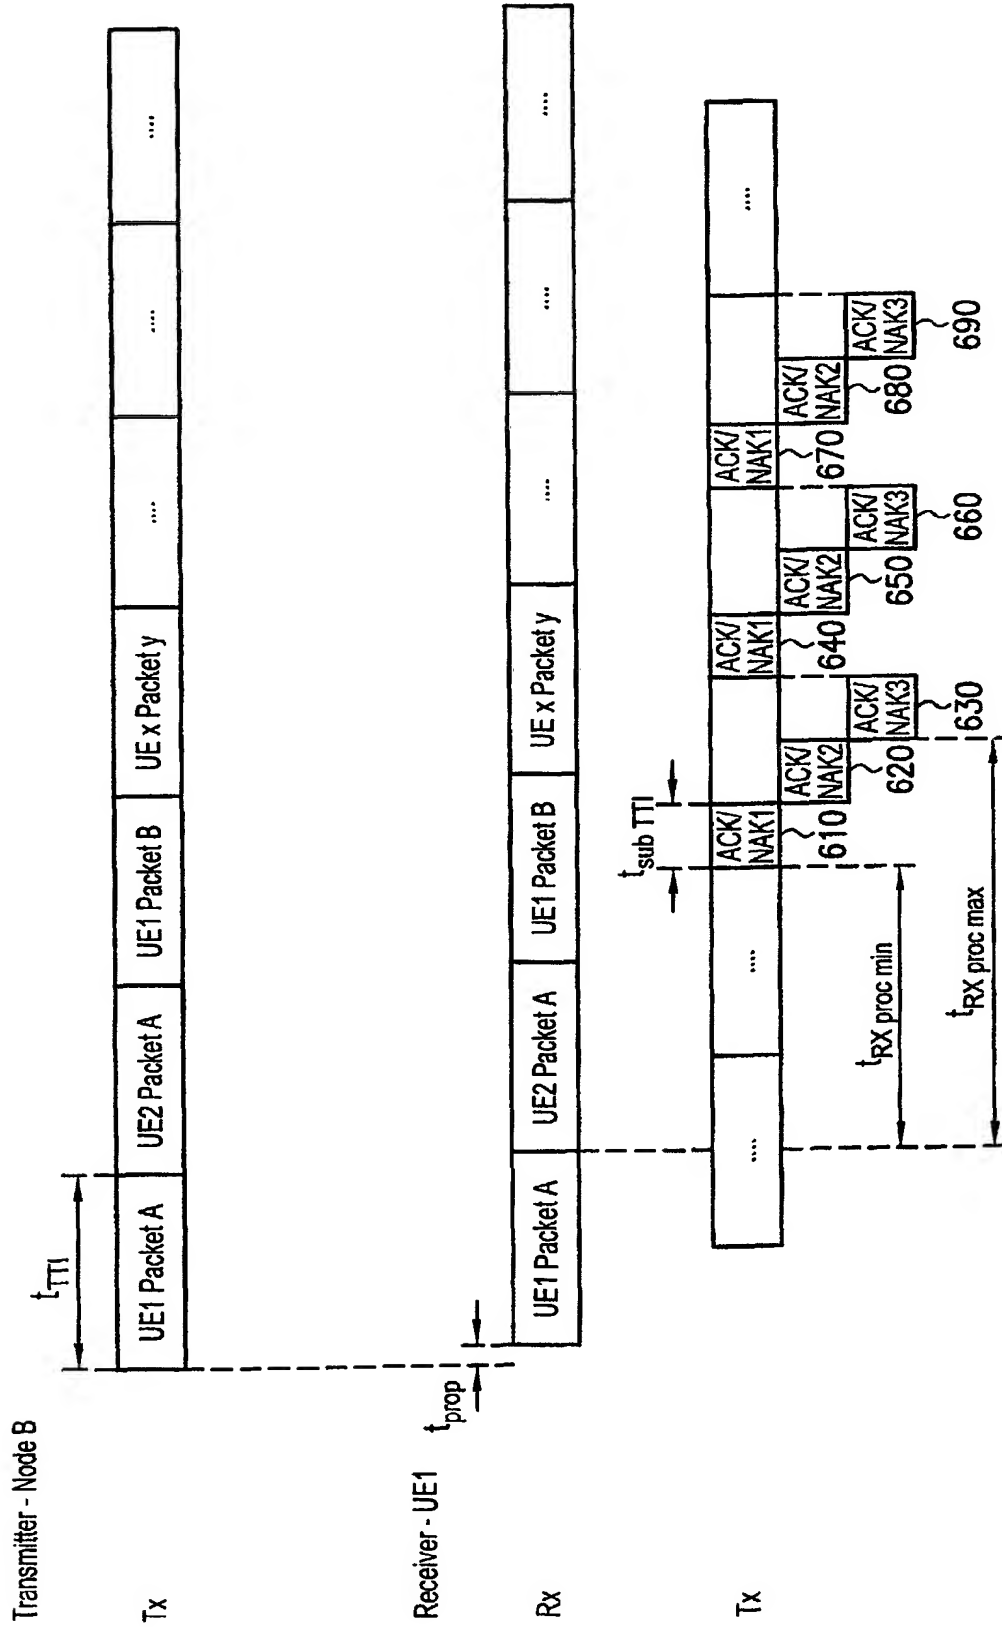 Transmitter - Node B
t_TTI
Tx
UE1 Packet A
UE2 Packet A
UE1 Packet B
UE x Packet y
....
....
....
Receiver - UE1
t_prop
Rx
UE1 Packet A
UE2 Packet A
UE1 Packet B
UE x Packet y
....
....
....
t_sub TTI
Tx
....
....
ACK/
NAK1
ACK/
NAK1
ACK/
NAK1
....
610
640
670
ACK/
NAK2
ACK/
NAK2
ACK/
NAK2
620
650
680
ACK/
NAK3
ACK/
NAK3
ACK/
NAK3
630
660
690
t_RX proc min
t_RX proc max